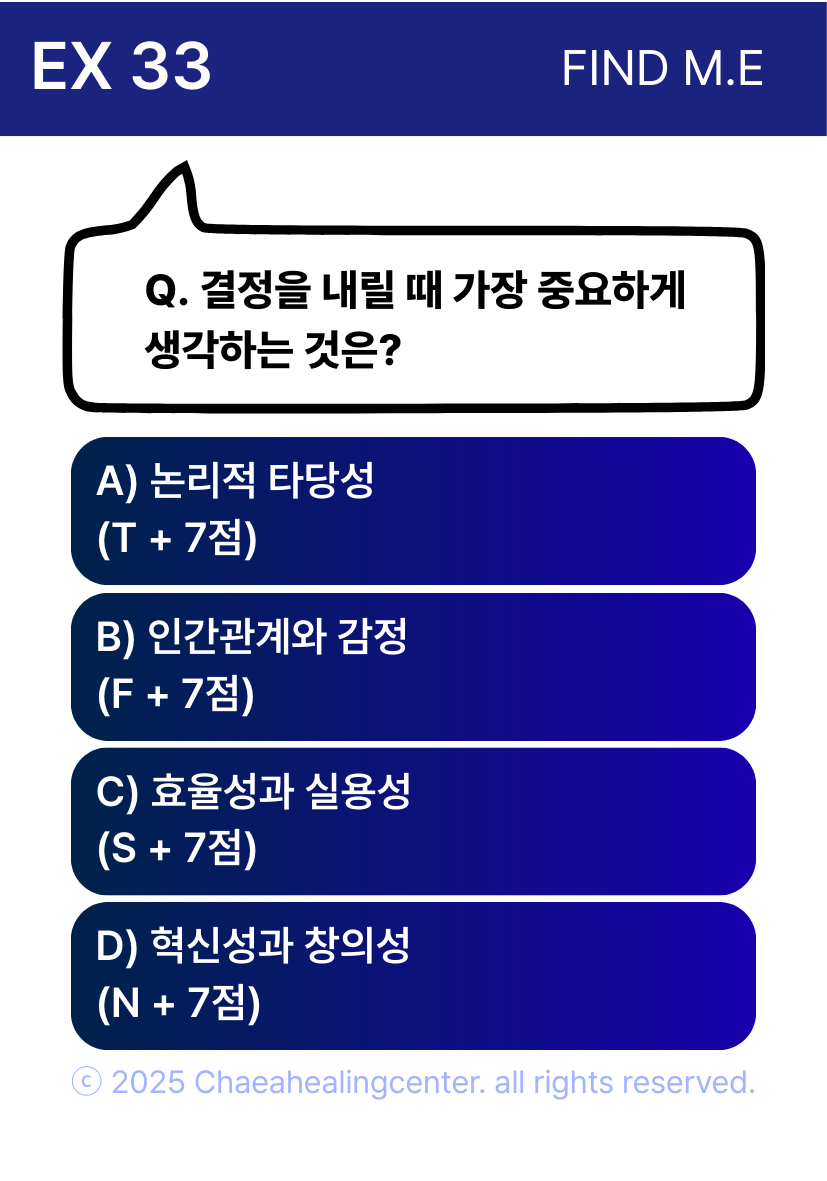 EX 33
FIND M.E
Q. 결정을 내릴 때 가장 중요하게
생각하는 것은?
A) 논리적 타당성
(T + 7점)
B) 인간관계와 감정
(F + 7점)
C) 효율성과 실용성
(S + 7점)
D) 혁신성과 창의성
(N + 7점)
ⓒ 2025 Chaeahealingcenter. all rights reserved.